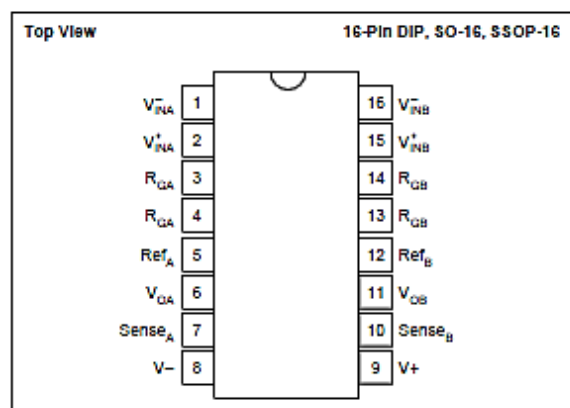 Top View 16-Pin DIP, SO-16, SSOP-16
V−INA 1 16 V−INB
V+INA 2 15 V+INB
RGA 3 14 RGB
RGA 4 13 RGB
RefA 5 12 RefB
VOA 6 11 VOB
SenseA 7 10 SenseB
V− 8 9 V+